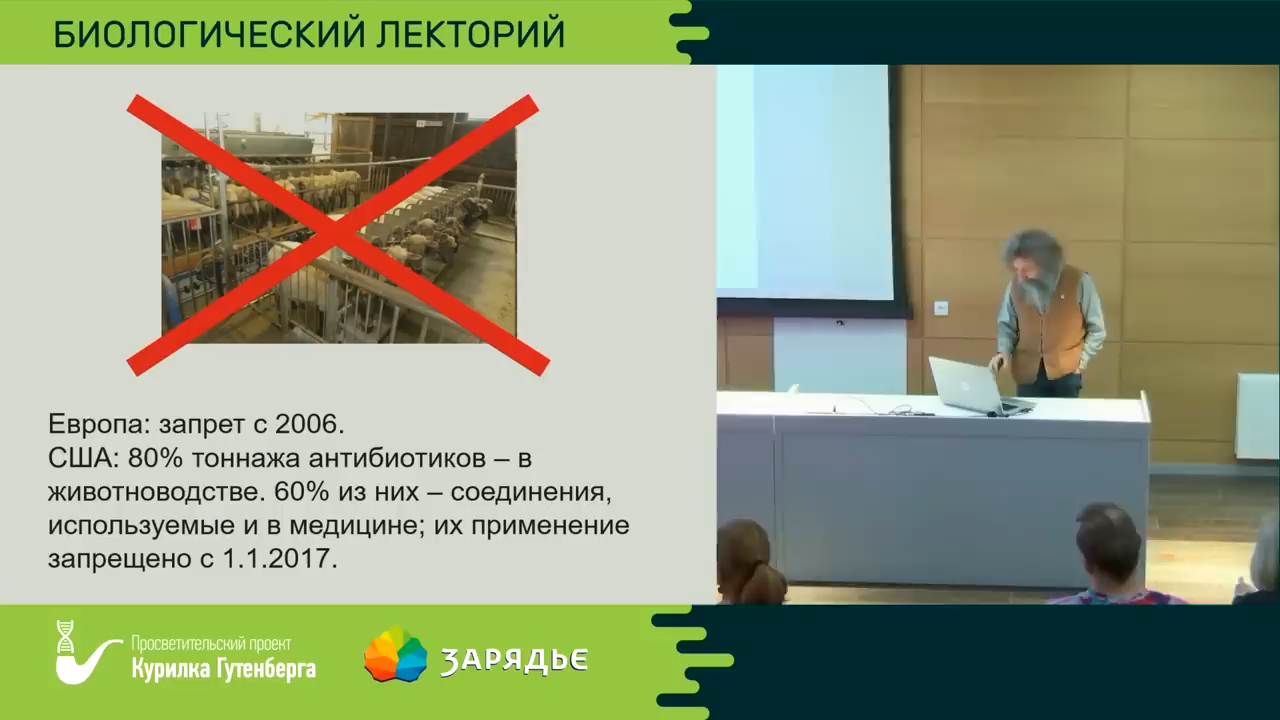 БИОЛОГИЧЕСКИЙ ЛЕКТОРИЙ
Европа: запрет с 2006.
США: 80% тоннажа антибиотиков – в
животноводстве. 60% из них – соединения,
используемые и в медицине; их применение
запрещено с 1.1.2017.
Просветительский проект
Курилка Гутенберга
ЗАРЯДЬЕ